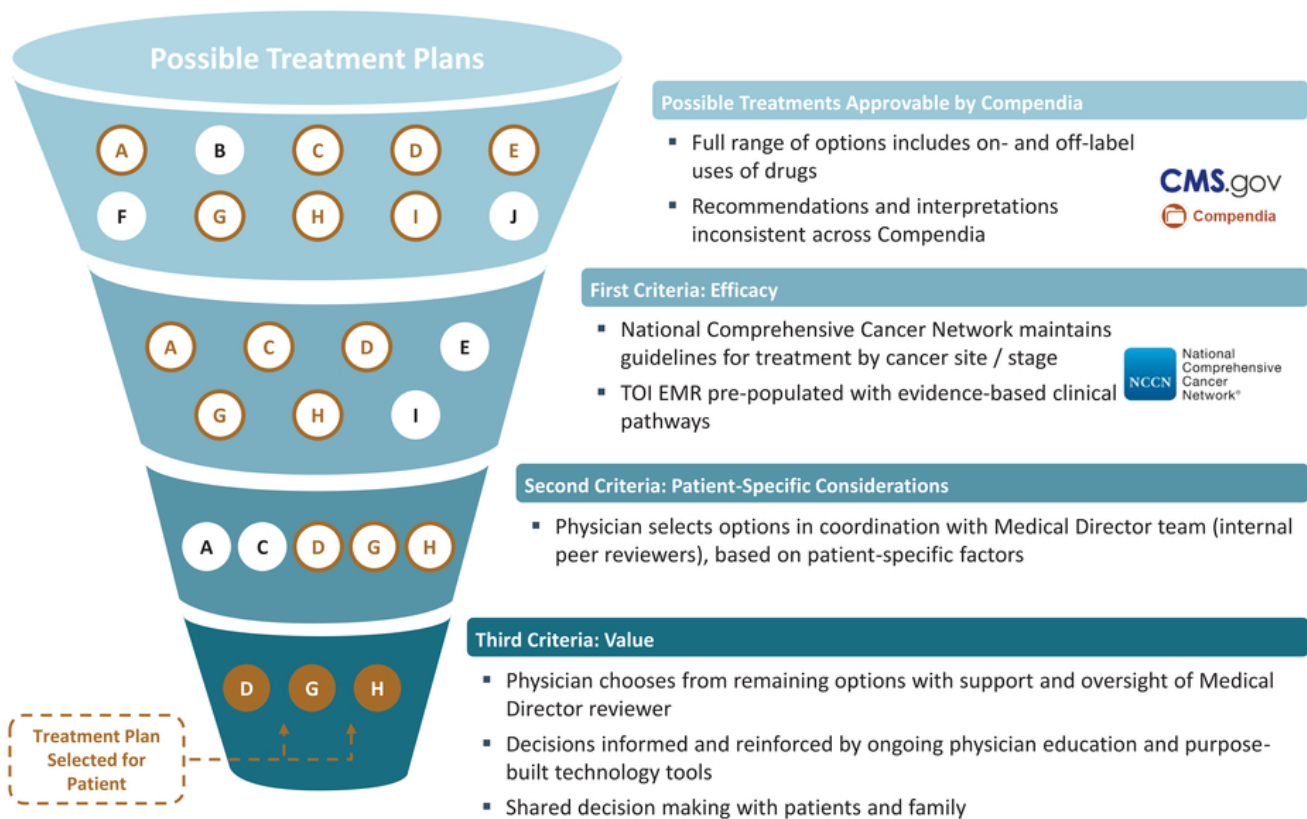 Possible Treatment Plans
A B C D E
F G H I J
Possible Treatments Approvable by Compendia
▪ Full range of options includes on- and off-label
uses of drugs
▪ Recommendations and interpretations
inconsistent across Compendia
CMS.gov
Compendia
A C D E
G H I
First Criteria: Efficacy
▪ National Comprehensive Cancer Network maintains
guidelines for treatment by cancer site / stage
▪ TOI EMR pre-populated with evidence-based clinical
pathways
NCCN
National
Comprehensive
Cancer
Network®
A C D G H
Second Criteria: Patient-Specific Considerations
▪ Physician selects options in coordination with Medical Director team (internal
peer reviewers), based on patient-specific factors
D G H
Treatment Plan
Selected for
Patient
Third Criteria: Value
▪ Physician chooses from remaining options with support and oversight of Medical
Director reviewer
▪ Decisions informed and reinforced by ongoing physician education and purpose-
built technology tools
▪ Shared decision making with patients and family